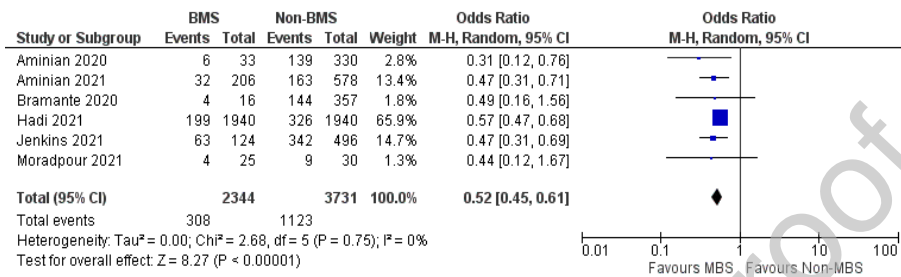 BMS Non-BMS Odds Ratio Odds Ratio
Study or Subgroup Events Total Events Total Weight M-H, Random, 95% CI M-H, Random, 95% CI
Aminian 2020 6 33 139 330 2.8% 0.31 [0.12, 0.76]
Aminian 2021 32 206 163 578 13.4% 0.47 [0.31, 0.71]
Bramante 2020 4 16 144 357 1.8% 0.49 [0.16, 1.56]
Hadi 2021 199 1940 326 1940 65.9% 0.57 [0.47, 0.68]
Jenkins 2021 63 124 342 496 14.7% 0.47 [0.31, 0.69]
Moradpour 2021 4 25 9 30 1.3% 0.44 [0.12, 1.67]
Total (95% CI) 2344 3731 100.0% 0.52 [0.45, 0.61]
Total events 308 1123
Heterogeneity: Tau² = 0.00; Chi² = 2.68, df = 5 (P = 0.75); I² = 0%
Test for overall effect: Z = 8.27 (P < 0.00001)
0.01 0.1 1 10 100
Favours MBS Favours Non-MBS
roof